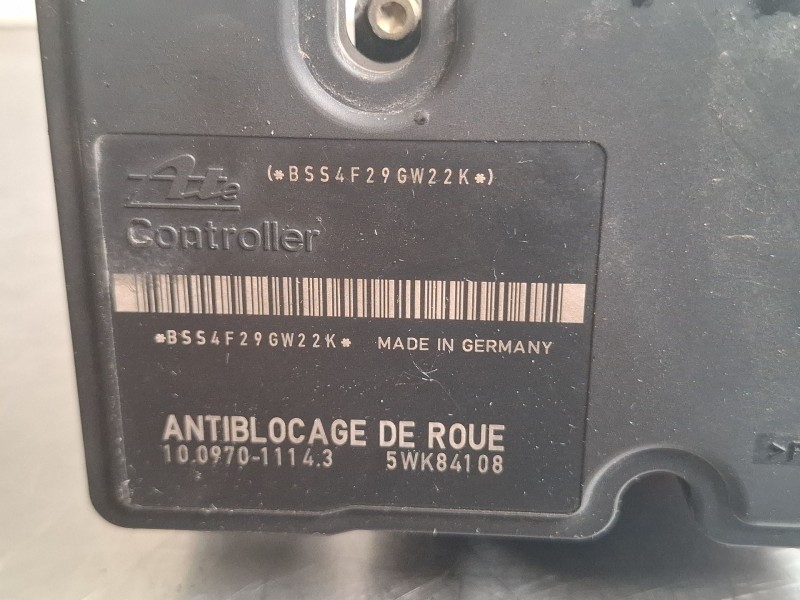 (*BSS4F29GW22K*)
Ate
Controller
*BSS4F29GW22K* MADE IN GERMANY
ANTIBLOCAGE DE ROUE
10.0970-1114.3 5WK84108